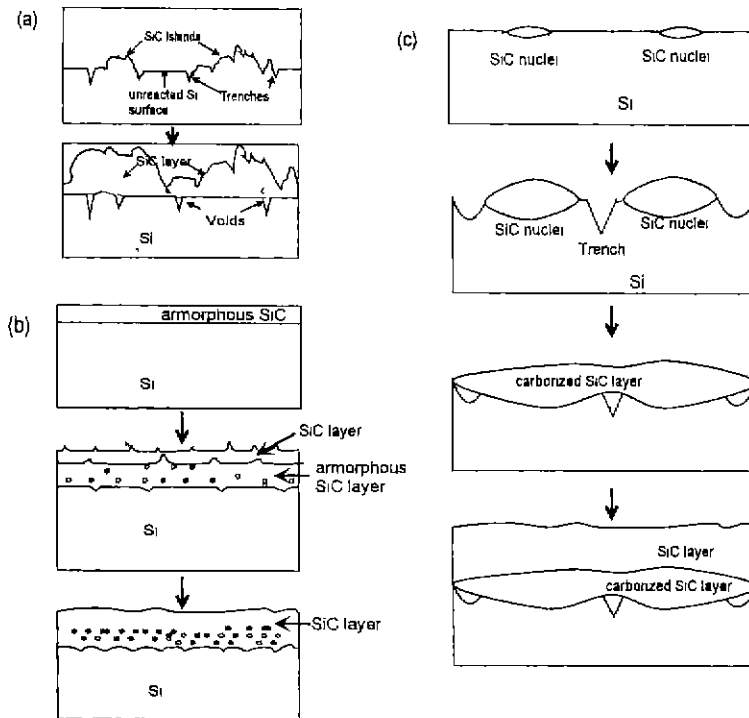 (a)
SiC Islands
unreacted Si
surface
Trenches
SiC layer
Voids
Si
(b)
armorphous SiC
Si
SiC layer
armorphous
SiC layer
Si
SiC layer
Si
(c)
SiC nuclei
SiC nuclei
Si
SiC nuclei
SiC nuclei
Trench
Si
carbonized SiC layer
SiC layer
carbonized SiC layer